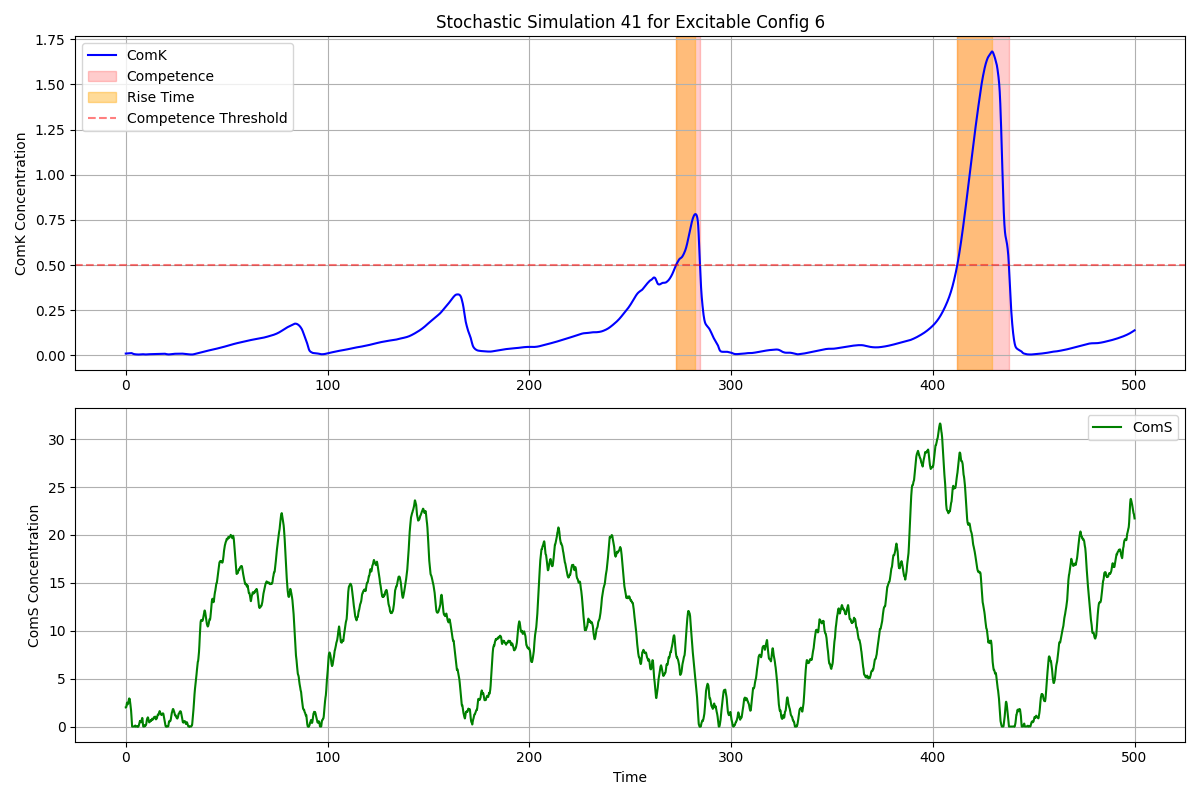 Stochastic Simulation 41 for Excitable Config 6
ComK Concentration
1.75
1.50
1.25
1.00
0.75
0.50
0.25
0.00
ComK
Competence
Rise Time
Competence Threshold
0 100 200 300 400 500
ComS Concentration
30
25
20
15
10
5
0
ComS
0 100 200 300 400 500
Time